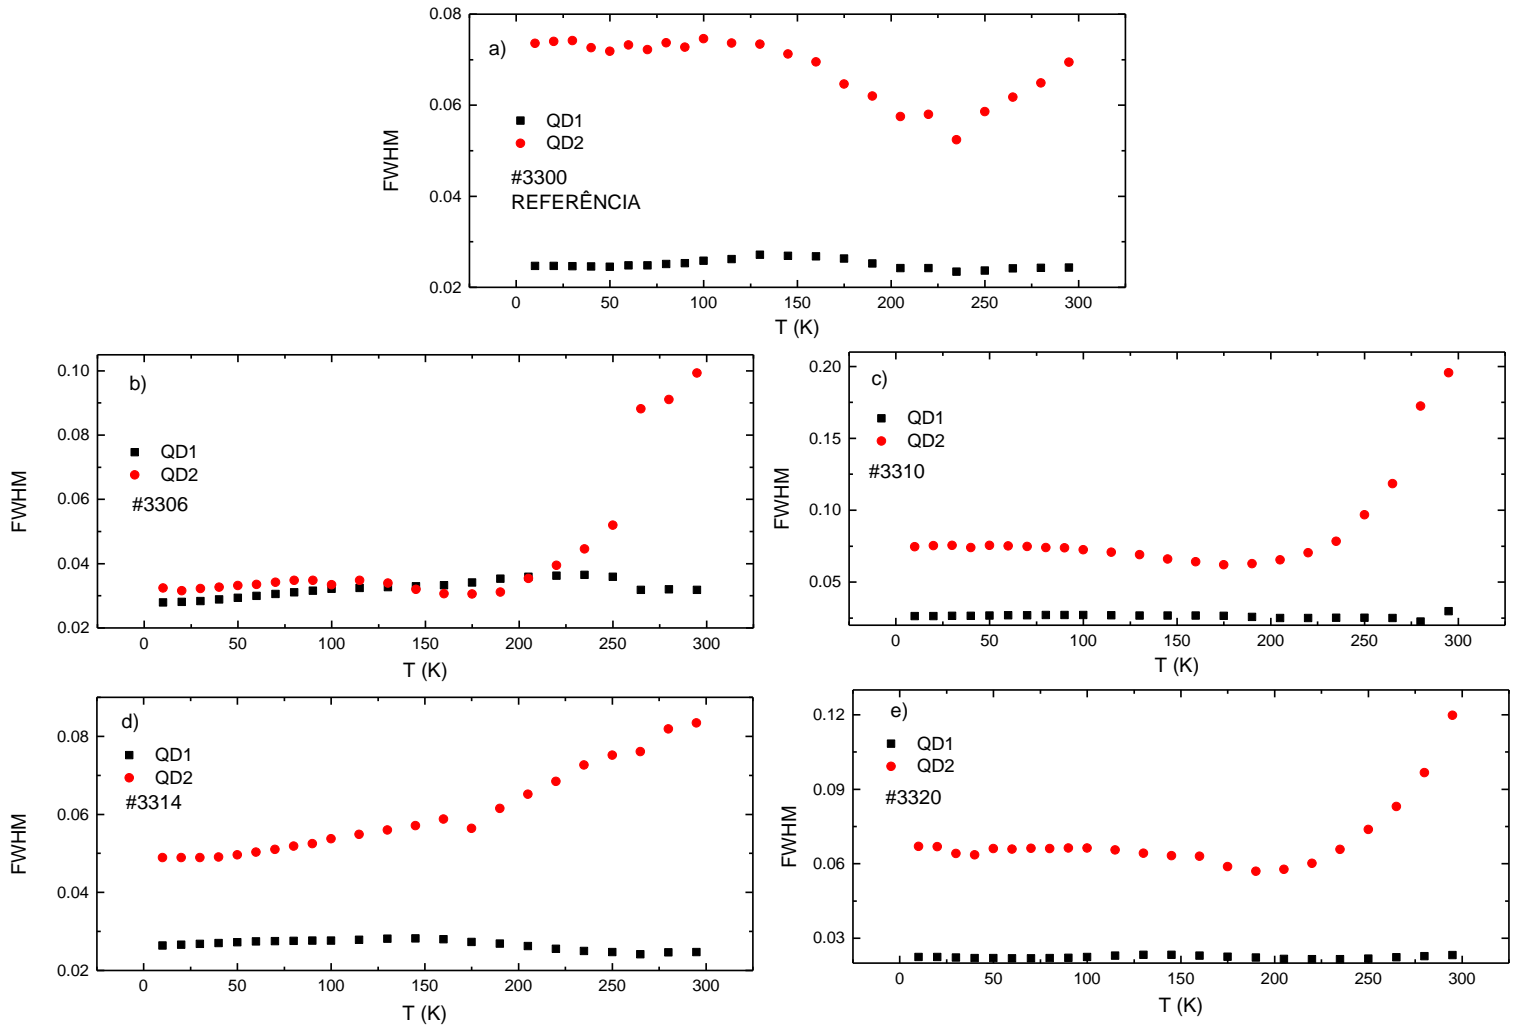 a)
QD1
QD2
#3300
REFERÊNCIA
FWHM
0.08
0.06
0.04
0.02
0 50 100 150 200 250 300
T (K)
b)
QD1
QD2
#3306
FWHM
0.10
0.08
0.06
0.04
0.02
0 50 100 150 200 250 300
T (K)
c)
QD1
QD2
#3310
FWHM
0.20
0.15
0.10
0.05
0 50 100 150 200 250 300
T (K)
d)
QD1
QD2
#3314
FWHM
0.08
0.06
0.04
0.02
0 50 100 150 200 250 300
T (K)
e)
QD1
QD2
#3320
FWHM
0.12
0.09
0.06
0.03
0 50 100 150 200 250 300
T (K)